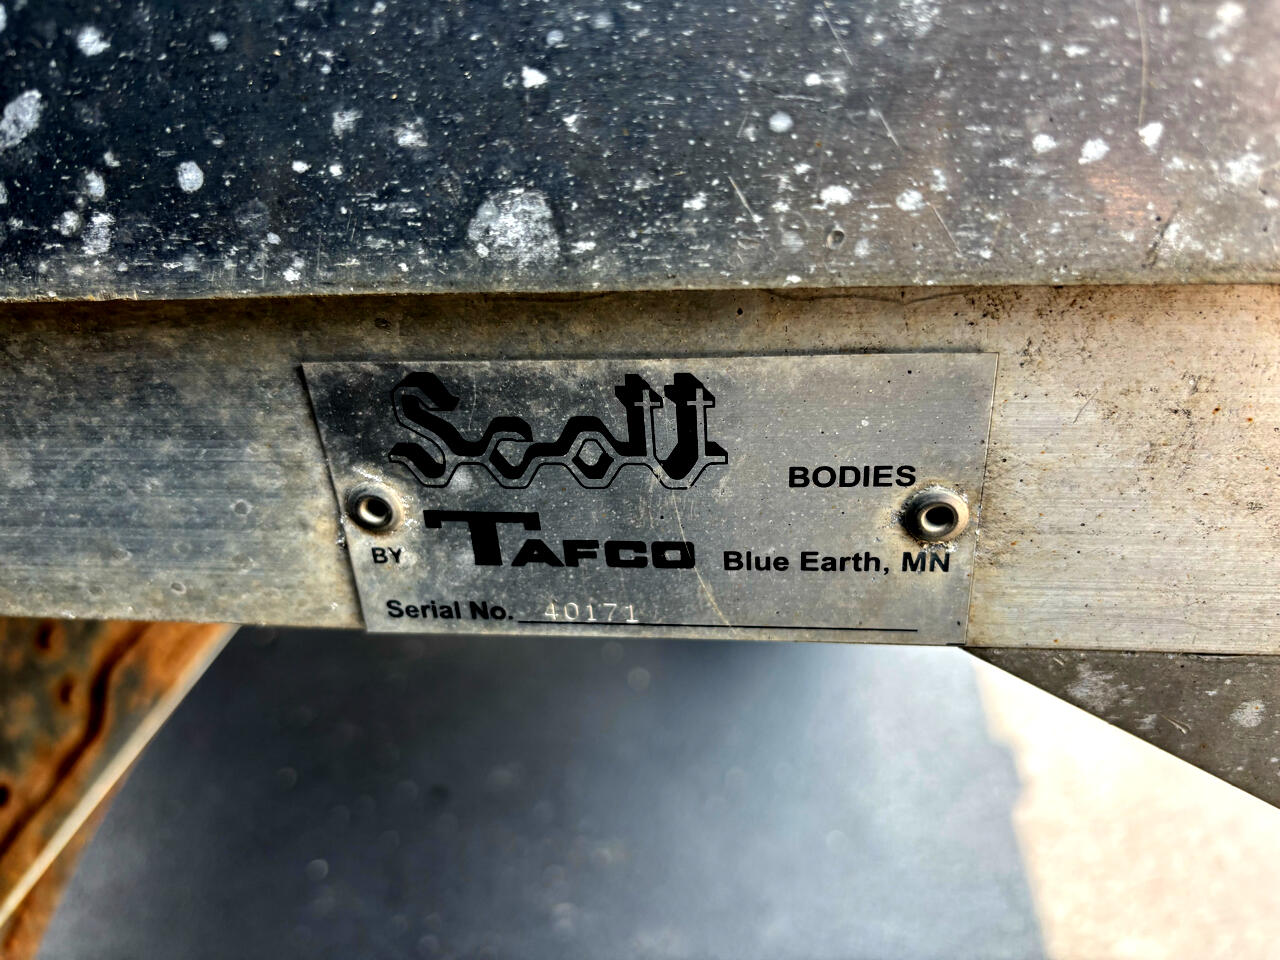 Scott BODIES
BY TAFCO Blue Earth, MN
Serial No. 40171